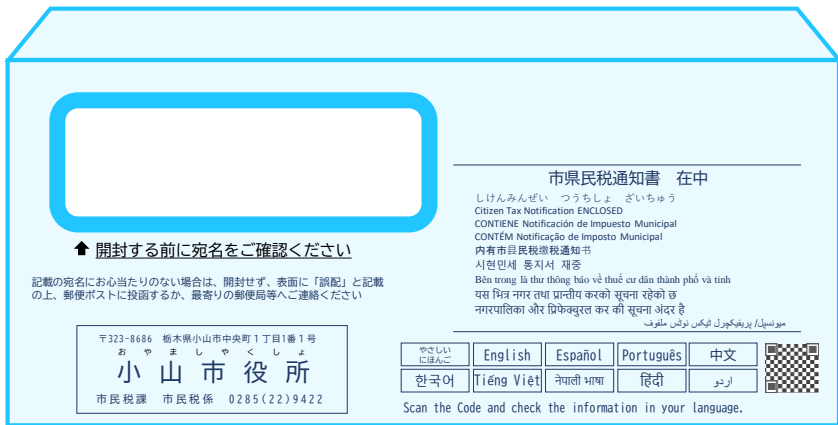 市県民税通知書 在中
しけんみんぜい つうちしょ ざいちゅう
Citizen Tax Notification ENCLOSED
CONTIENE Notificación de Impuesto Municipal
CONTÉM Notificação de Imposto Municipal
内有市县民税缴税通知书
시현민세 통지서 재중
Bên trong là thư thông báo về thuế cư dân thành phố và tỉnh
यस भित्र नगर तथा प्रान्तीय करको सूचना रहेको छ
नगरपालिका और प्रिफेक्चुरल कर की सूचना अंदर है
میونسپل/ پریفیکچرل ٹیکس نوٹس ملفوف
⬆ 開封する前に宛名をご確認ください
記載の宛名にお心当たりのない場合は、開封せず、表面に「誤配」と記載
の上、郵便ポストに投函するか、最寄りの郵便局等へご連絡ください
〒323-8686 栃木県小山市中央町1丁目1番1号
おやましやくしょ
小山市役所
市民税課 市民税係 0285(22)9422
やさしい
にほんご
English
Español
Português
中文
한국어
Tiếng Việt
नेपाली भाषा
हिंदी
اردو
Scan the Code and check the information in your language.